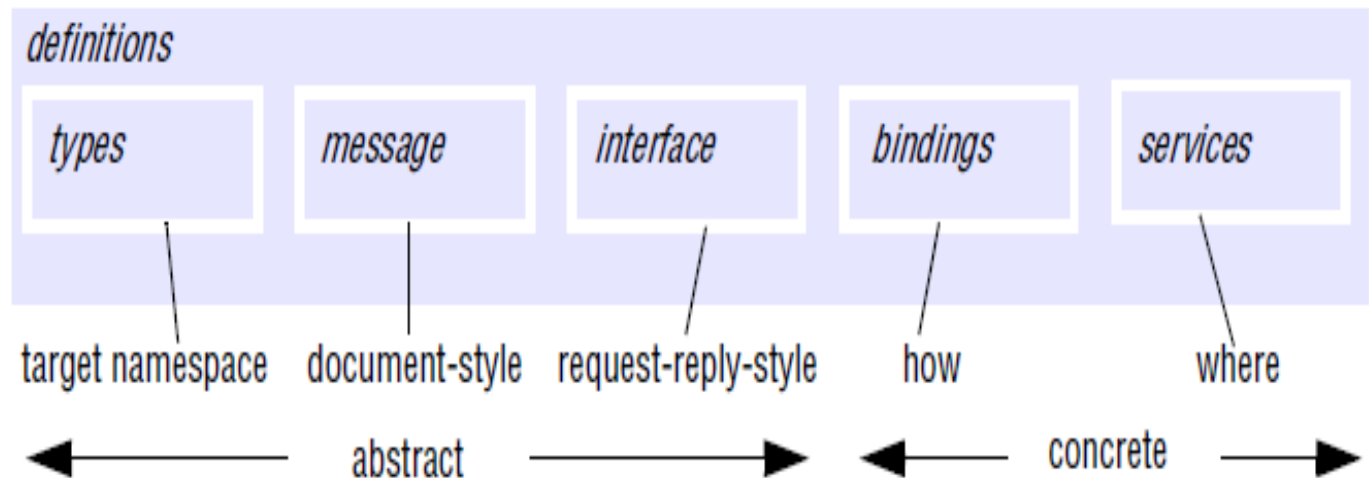 definitions
types message interface bindings services
target namespace document-style request-reply-style how where
abstract concrete